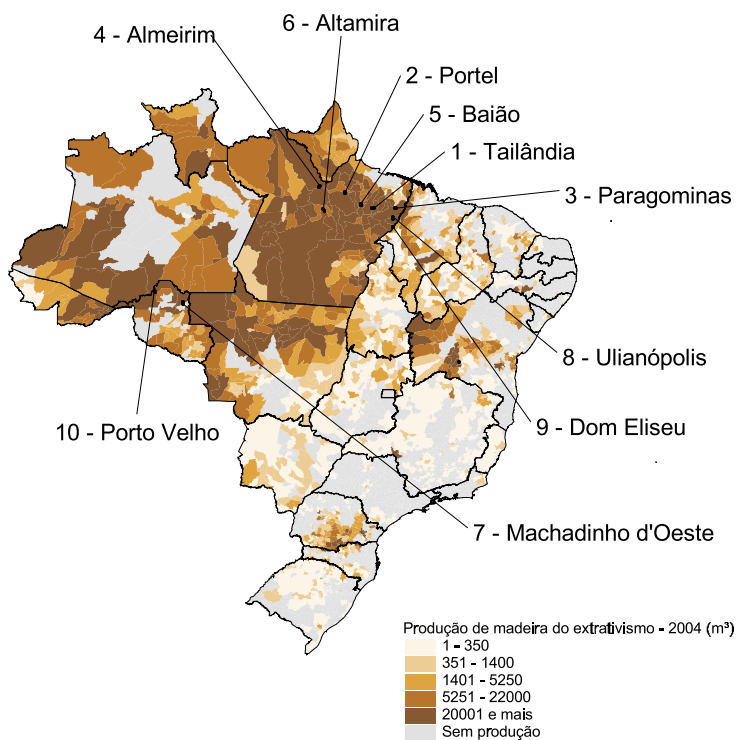 6 - Altamira
4 - Almeirim
2 - Portel
5 - Baião
1 - Tailândia
3 - Paragominas
8 - Ulianópolis
9 - Dom Eliseu
10 - Porto Velho
7 - Machadinho d'Oeste
Produção de madeira do extrativismo - 2004 (m³)
1 - 350
351 - 1400
1401 - 5250
5251 - 22000
20001 e mais
Sem produção